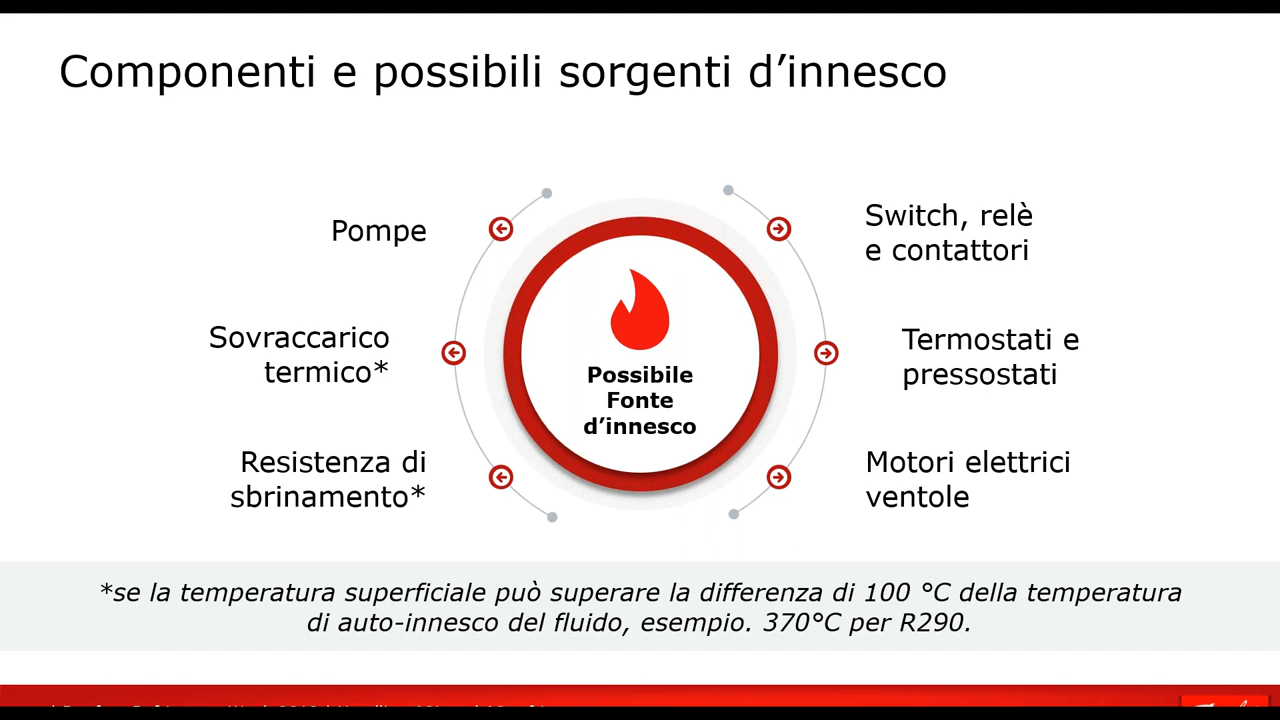 Componenti e possibili sorgenti d’innesco
Pompe
Sovraccarico
termico*
Resistenza di
sbrinamento*
Possibile
Fonte
d’innesco
Switch, relè
e contattori
Termostati e
pressostati
Motori elettrici
ventole
*se la temperatura superficiale può superare la differenza di 100 °C della temperatura
di auto-innesco del fluido, esempio. 370°C per R290.